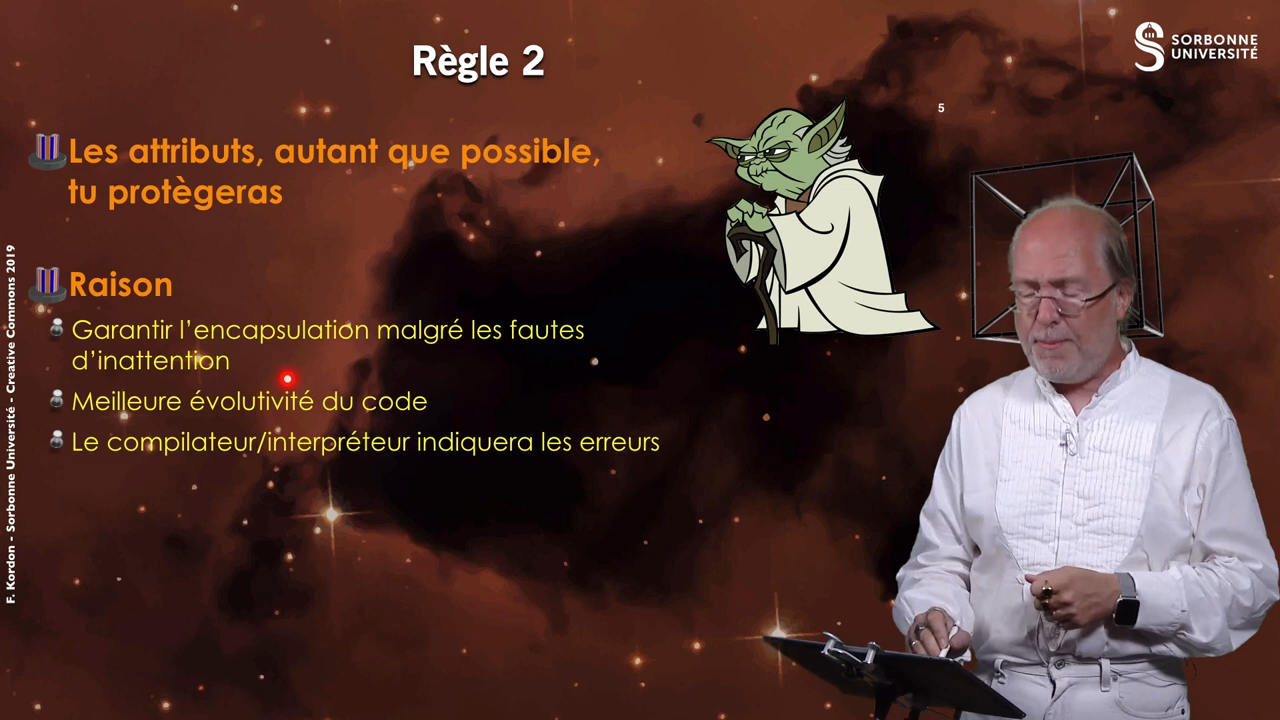 Règle 2
SORBONNE
UNIVERSITÉ
5
Les attributs, autant que possible,
tu protègeras
Raison
Garantir l’encapsulation malgré les fautes
d’inattention
Meilleure évolutivité du code
Le compilateur/interpréteur indiquera les erreurs
F. Kordon - Sorbonne Université - Creative Commons 2019